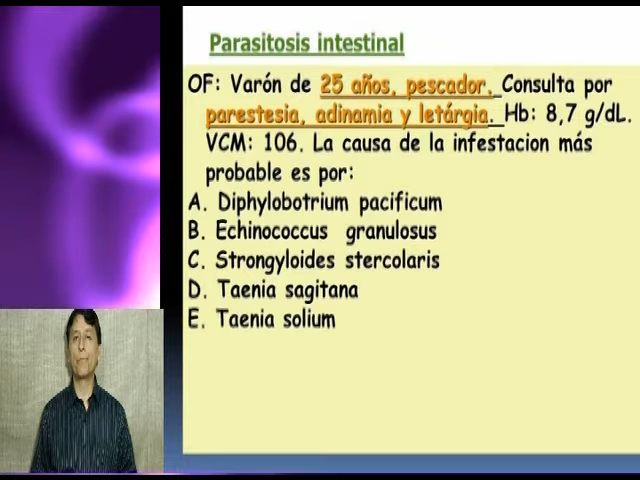 Parasitosis intestinal
OF: Varón de 25 años, pescador. Consulta por
parestesia, adinamia y letárgia. Hb: 8,7 g/dL.
VCM: 106. La causa de la infestacion más
probable es por:
A. Diphylobotrium pacificum
B. Echinococcus granulosus
C. Strongyloides stercolaris
D. Taenia sagitana
E. Taenia solium